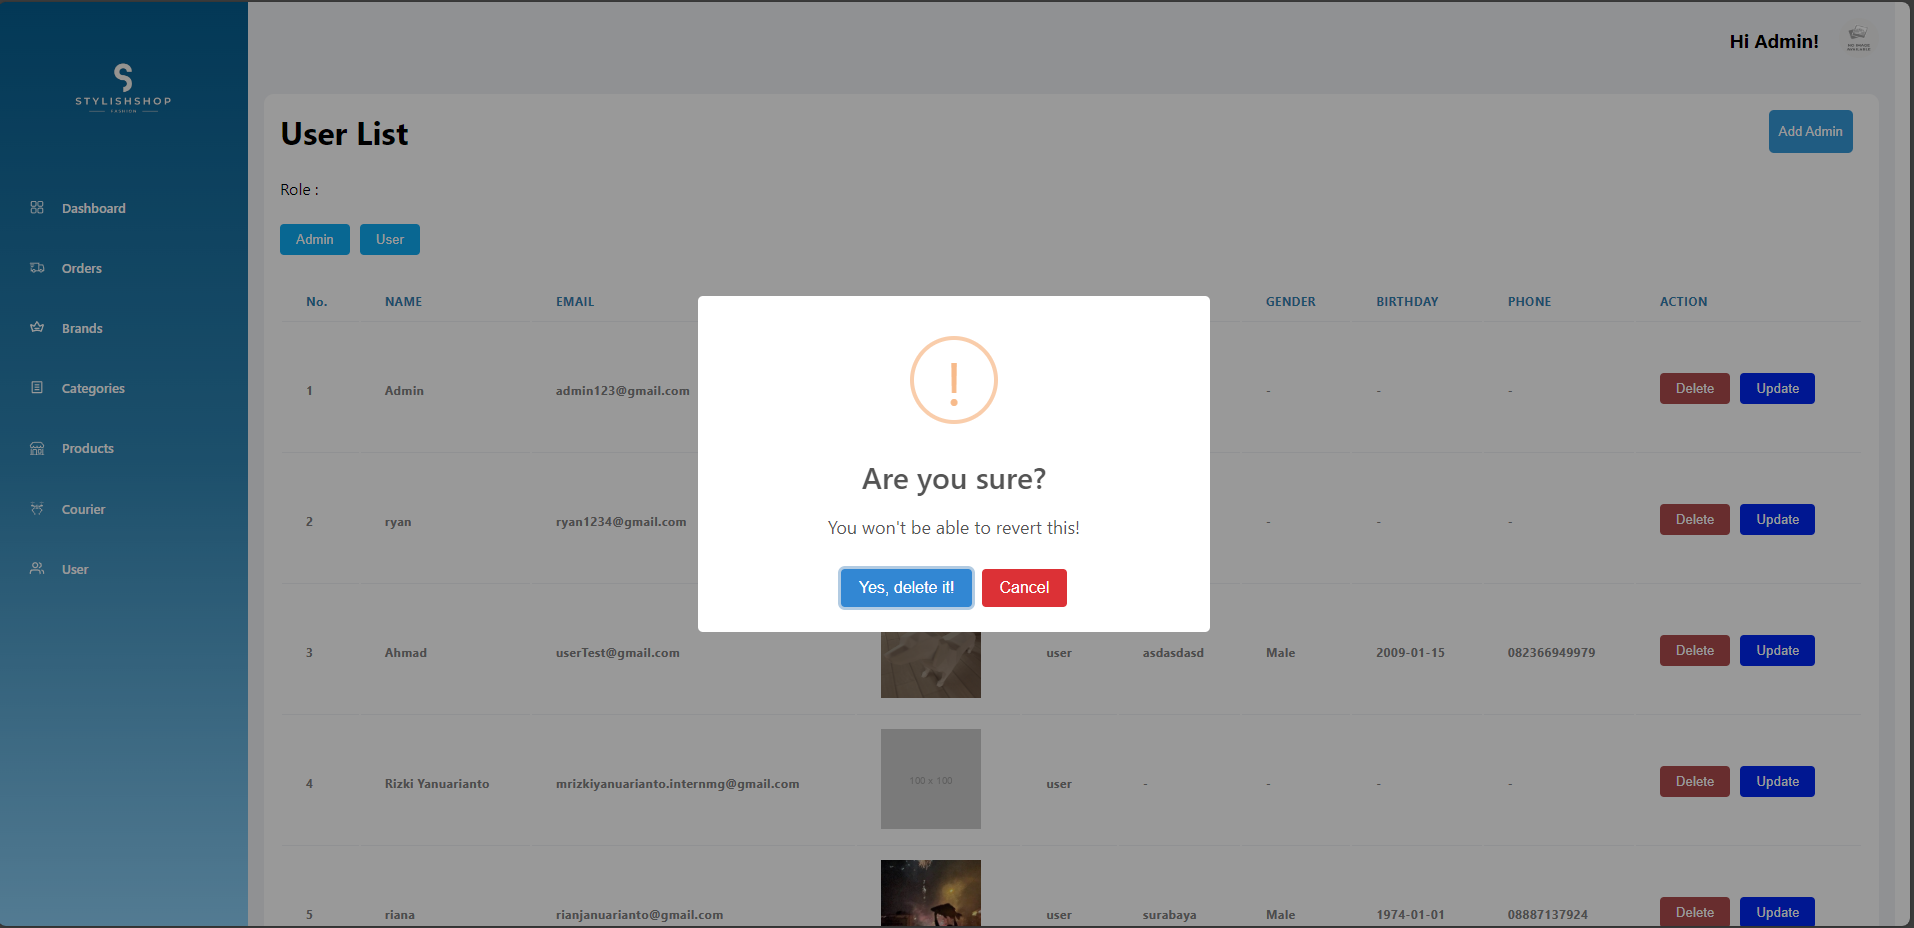 STYLISHSHOP
FASHION
Hi Admin!
NO IMAGE
AVAILABLE
Dashboard
Orders
Brands
Categories
Products
Courier
User
User List
Add Admin
Role :
Admin User
No. NAME EMAIL GENDER BIRTHDAY PHONE ACTION
1 Admin admin123@gmail.com - - - Delete Update
2 ryan ryan1234@gmail.com - - - Delete Update
3 Ahmad userTest@gmail.com user asdasdasd Male 2009-01-15 082366949979 Delete Update
4 Rizki Yanuarianto mrizkiyanuarianto.internmg@gmail.com 100 x 100 user - - - - Delete Update
5 riana rianjanuarianto@gmail.com user surabaya Male 1974-01-01 08887137924 Delete Update
!
Are you sure?
You won't be able to revert this!
Yes, delete it! Cancel